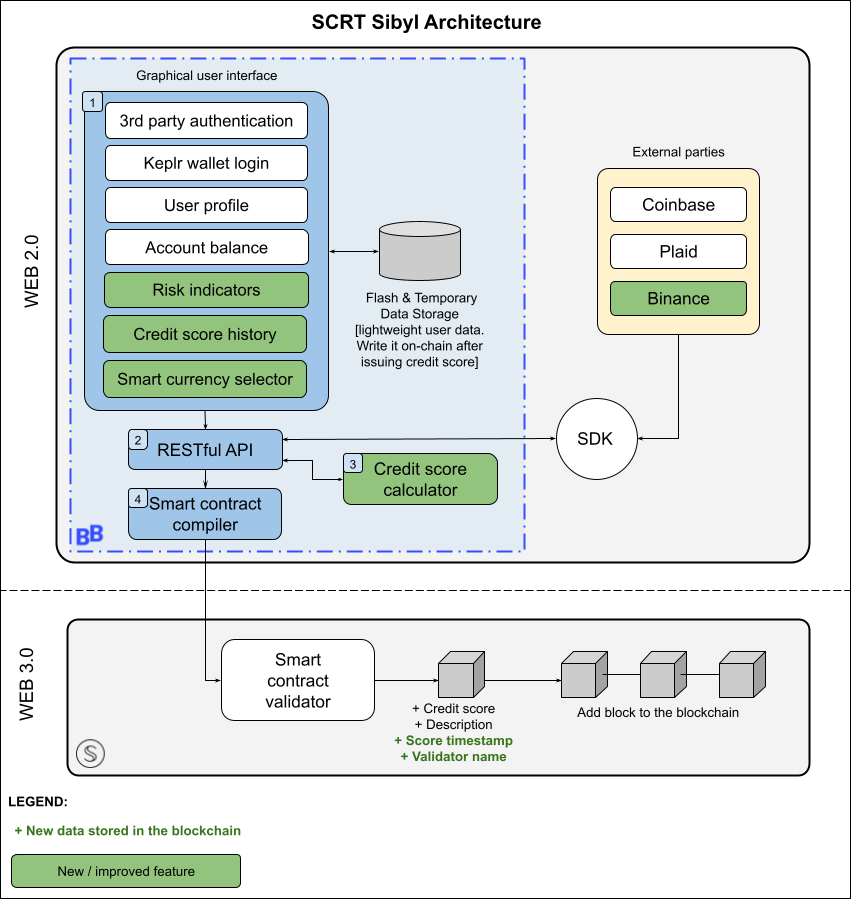 SCRT Sibyl Architecture
WEB 2.0
Graphical user interface
1
3rd party authentication
Keplr wallet login
User profile
Account balance
Risk indicators
Credit score history
Smart currency selector
Flash & Temporary
Data Storage
[lightweight user data.
Write it on-chain after
issuing credit score]
External parties
Coinbase
Plaid
Binance
SDK
2
RESTful API
3
Credit score
calculator
4
Smart contract
compiler
BB
WEB 3.0
Smart
contract
validator
+ Credit score
+ Description
+ Score timestamp
+ Validator name
Add block to the blockchain
S
LEGEND:
+ New data stored in the blockchain
New / improved feature